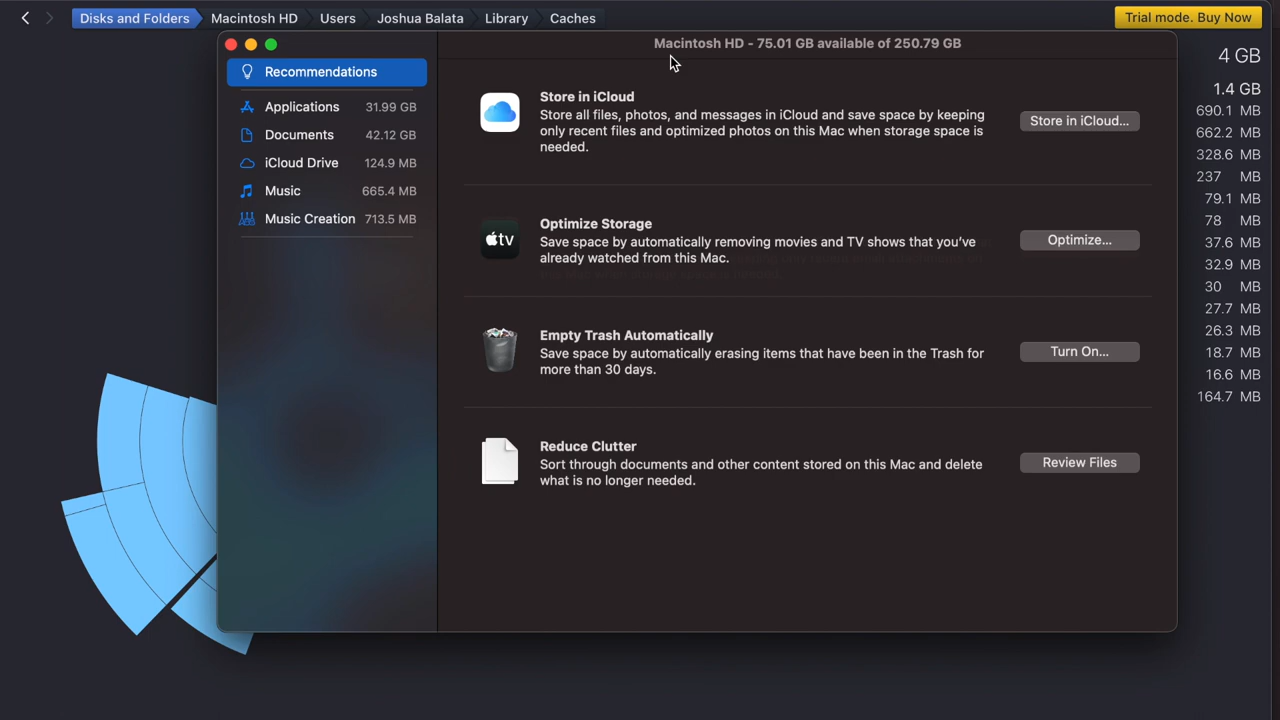 Disks and Folders Macintosh HD Users Joshua Balata Library Caches
Trial mode. Buy Now
Macintosh HD - 75.01 GB available of 250.79 GB
Recommendations
Applications 31.99 GB
Documents 42.12 GB
iCloud Drive 124.9 MB
Music 665.4 MB
Music Creation 713.5 MB
Store in iCloud
Store all files, photos, and messages in iCloud and save space by keeping
only recent files and optimized photos on this Mac when storage space is
needed.
Store in iCloud...
tv
Optimize Storage
Save space by automatically removing movies and TV shows that you've
already watched from this Mac.
Optimize...
Empty Trash Automatically
Save space by automatically erasing items that have been in the Trash for
more than 30 days.
Turn On...
Reduce Clutter
Sort through documents and other content stored on this Mac and delete
what is no longer needed.
Review Files
4 GB
1.4 GB
690.1 MB
662.2 MB
328.6 MB
237 MB
79.1 MB
78 MB
37.6 MB
32.9 MB
30 MB
27.7 MB
26.3 MB
18.7 MB
16.6 MB
164.7 MB